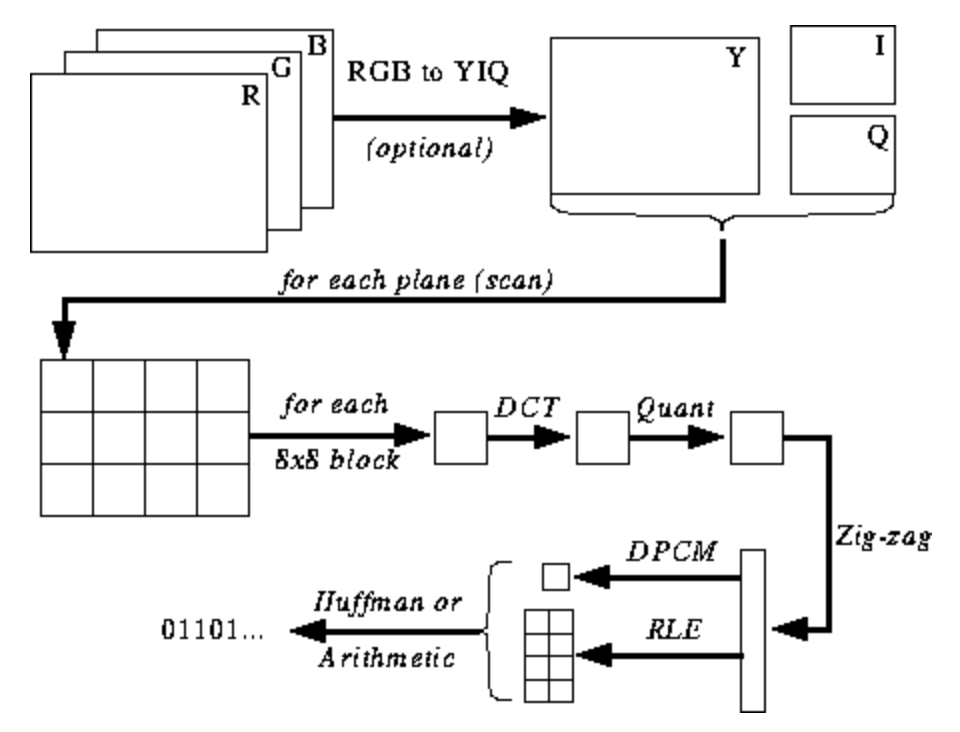 B
G
R
RGB to YIQ
(optional)
Y
I
Q
for each plane (scan)
for each
8x8 block
DCT
Quant
Zig-zag
DPCM
RLE
Huffman or
Arithmetic
01101...